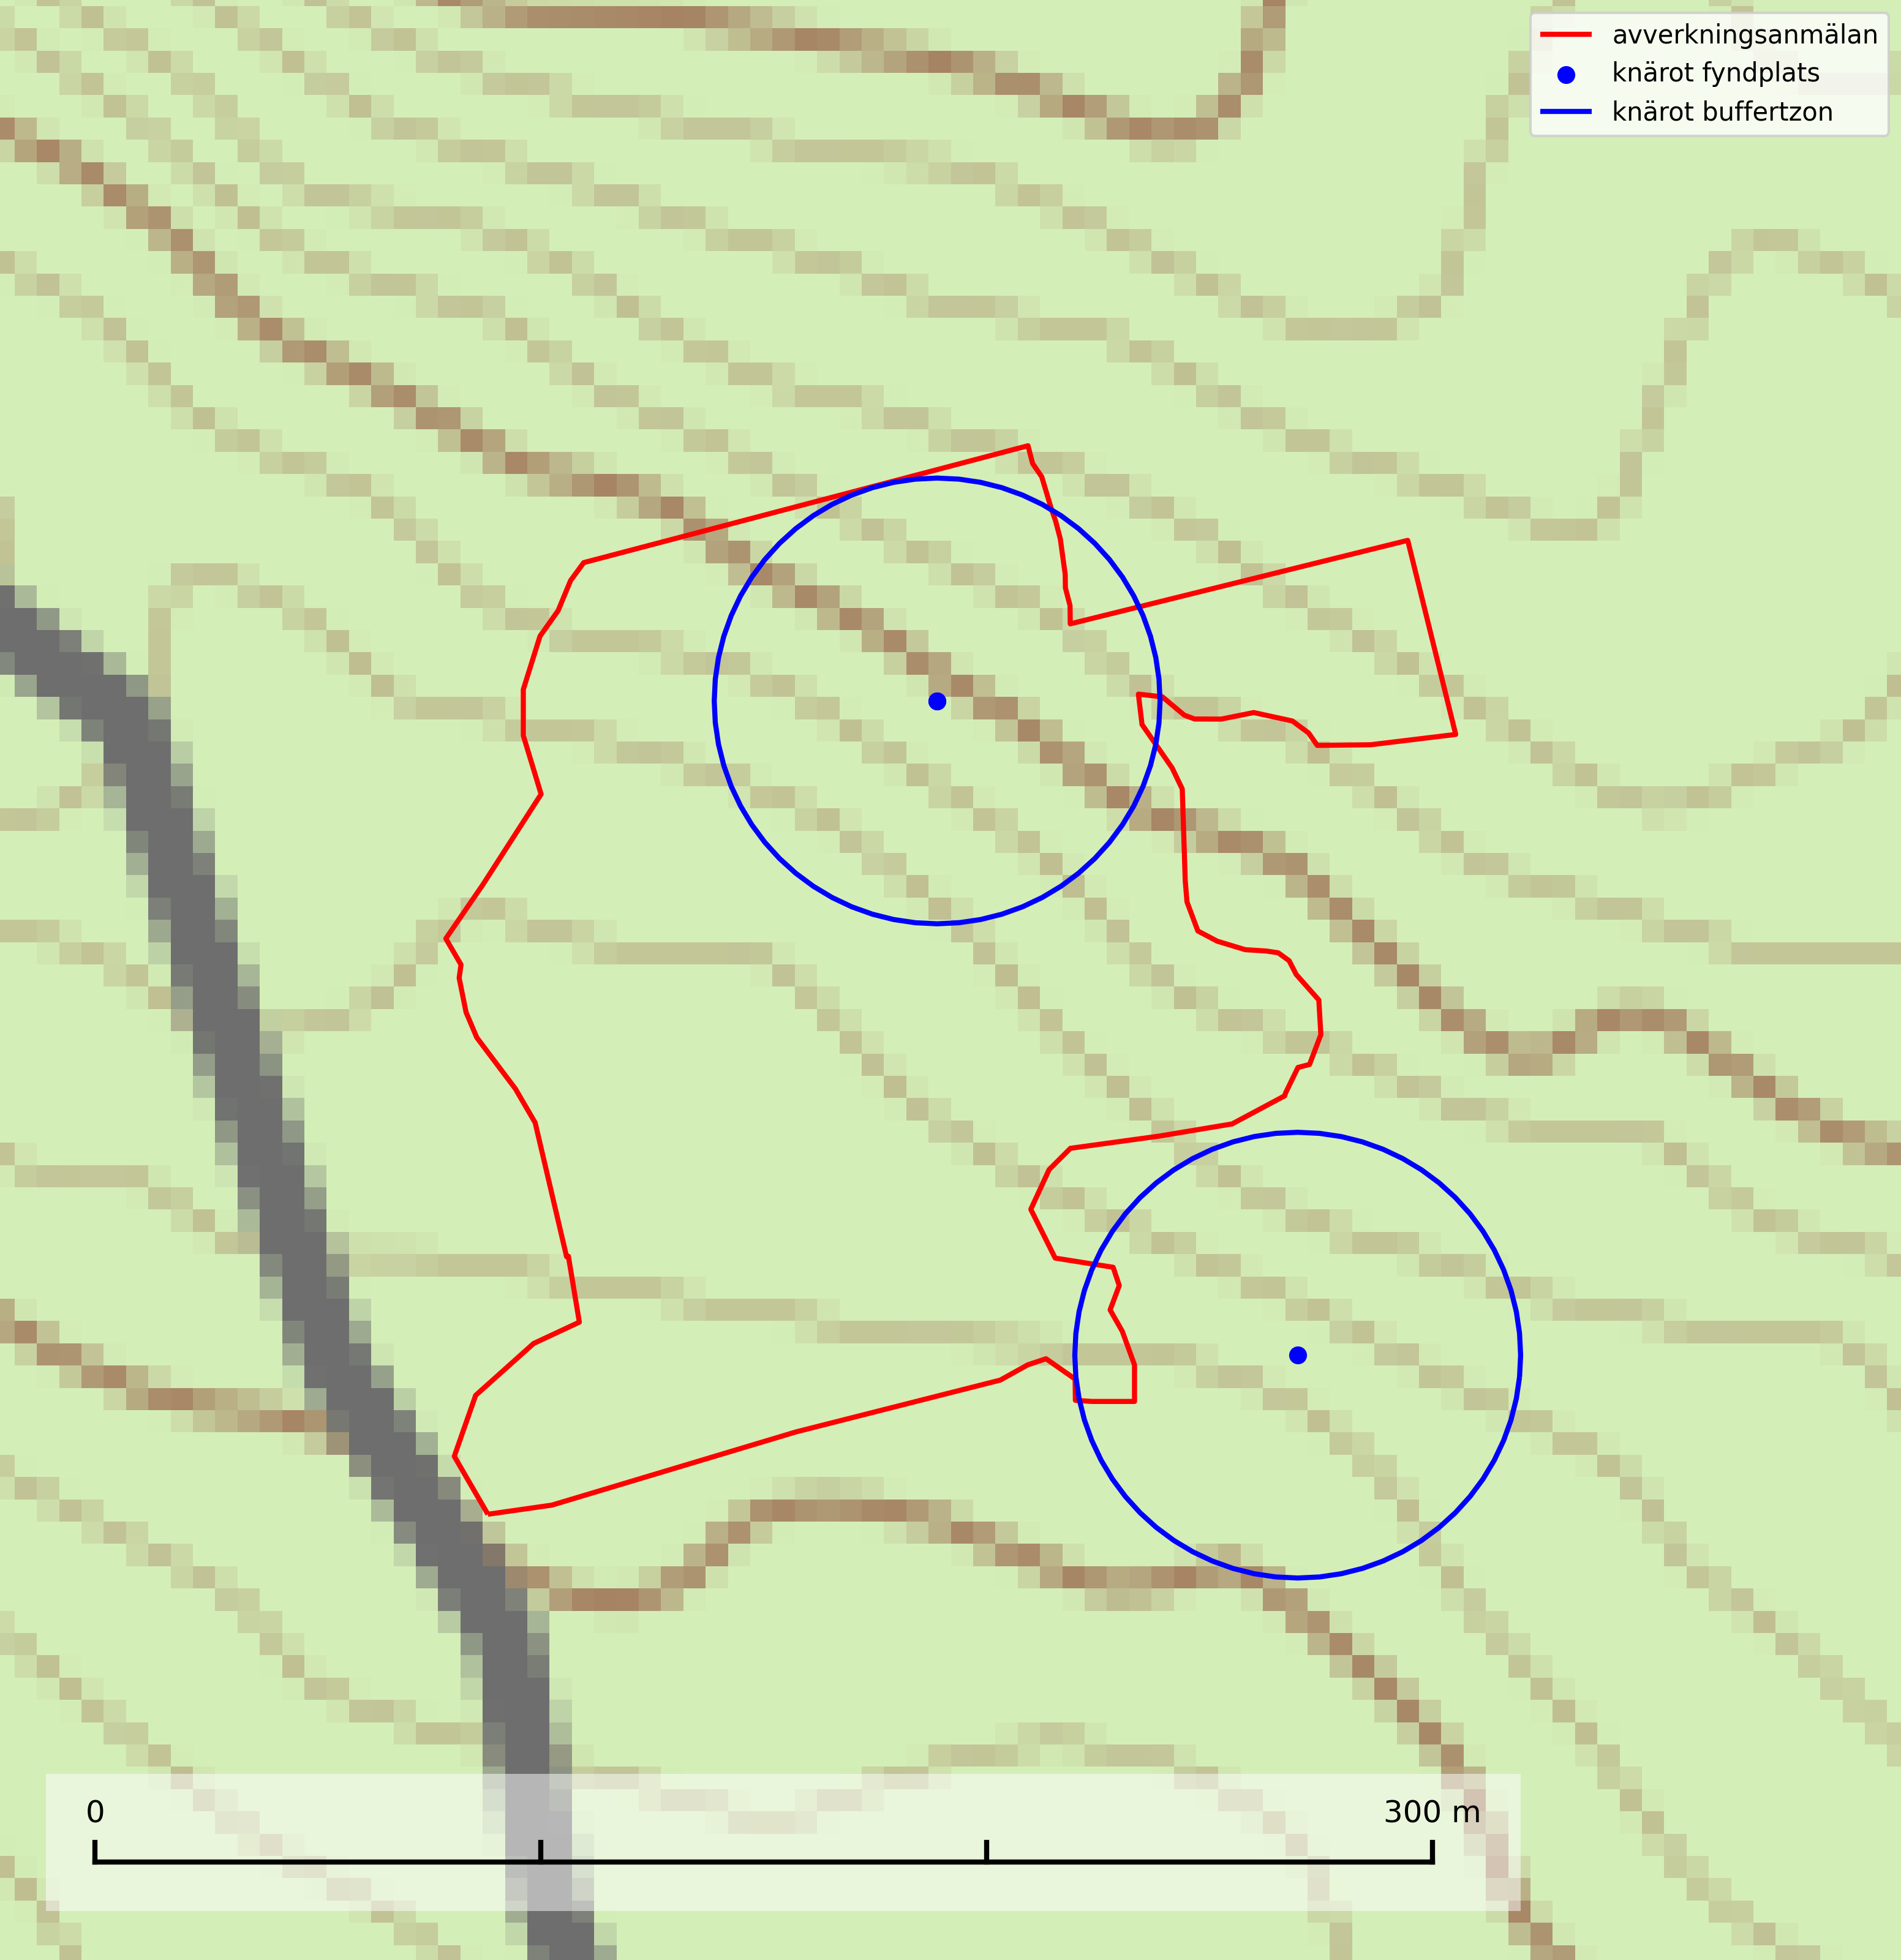 avverkningsanmälan
knärot fyndplats
knärot buffertzon
0 300 m